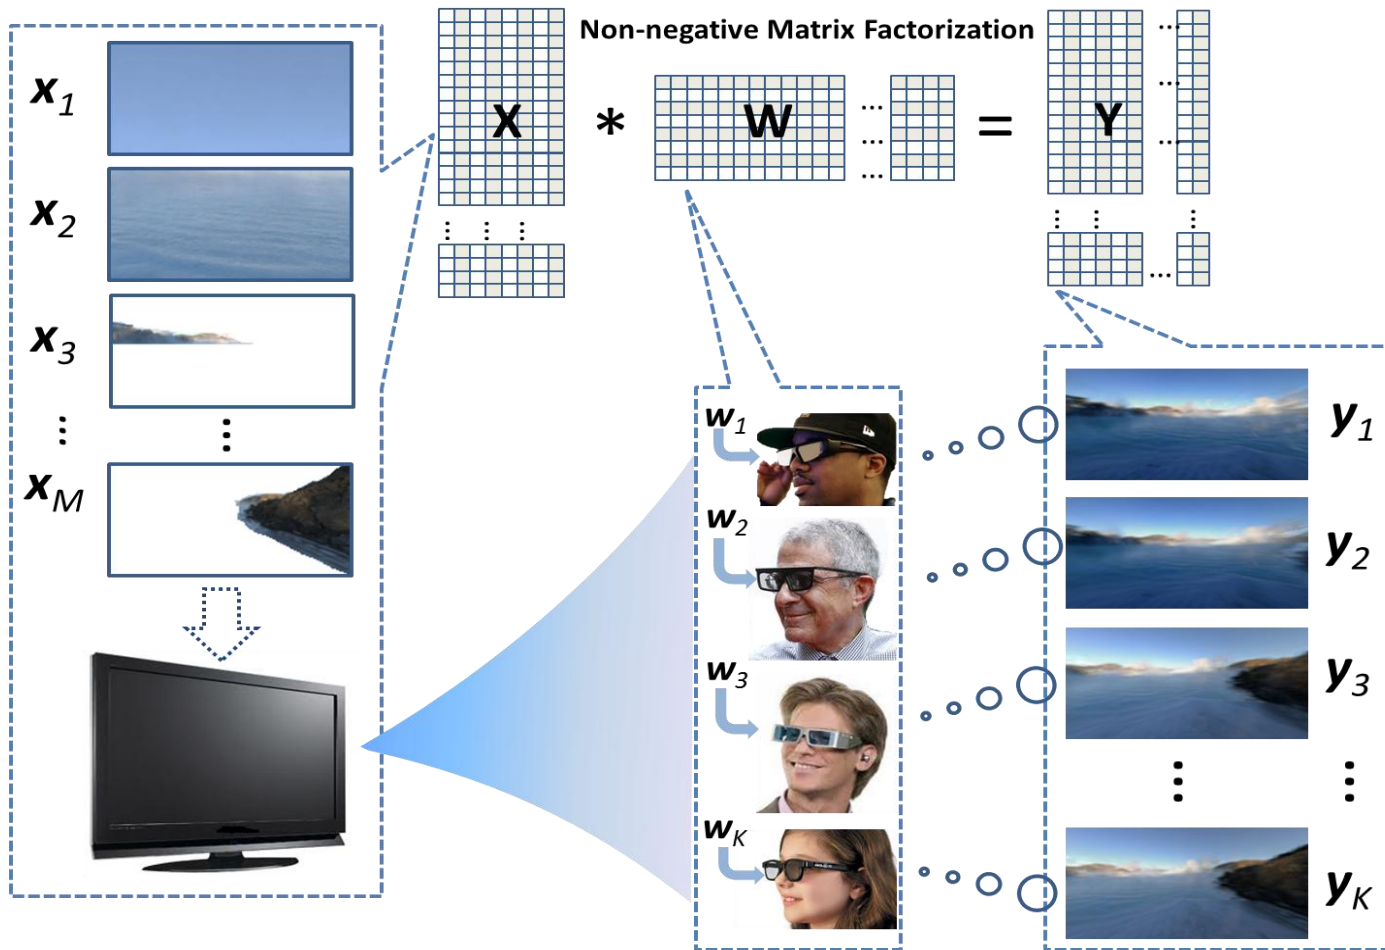 Non-negative Matrix Factorization
X * W = Y
... ... ...
... ... ...
x1
x2
x3
...
xM
w1
w2
w3
wK
y1
y2
y3
...
yK